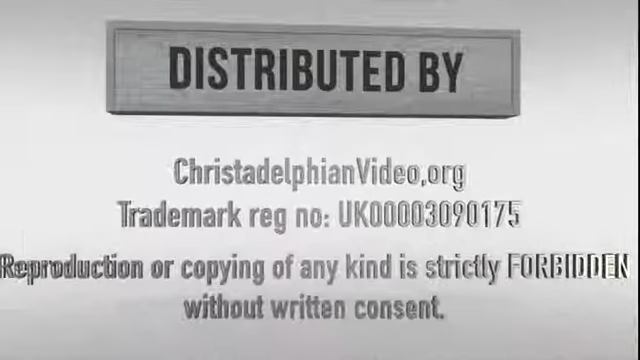 DISTRIBUTED BY
ChristadelphianVideo.org
Trademark reg no: UK00003090175
Reproduction or copying of any kind is strictly FORBIDDEN
without written consent.